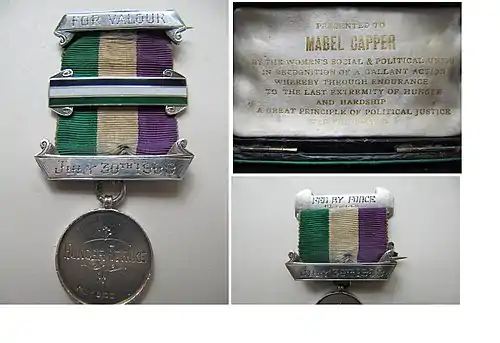 FOR VALOUR
JULY 30TH 1909
HUNGER STRIKE
PRESENTED TO
MABEL CAPPER
BY THE WOMEN'S SOCIAL & POLITICAL UNION
IN RECOGNITION OF A GALLANT ACTION
WHEREBY THROUGH ENDURANCE
TO THE LAST EXTREMITY OF HUNGER
AND HARDSHIP
A GREAT PRINCIPLE OF POLITICAL JUSTICE
FED BY FORCE